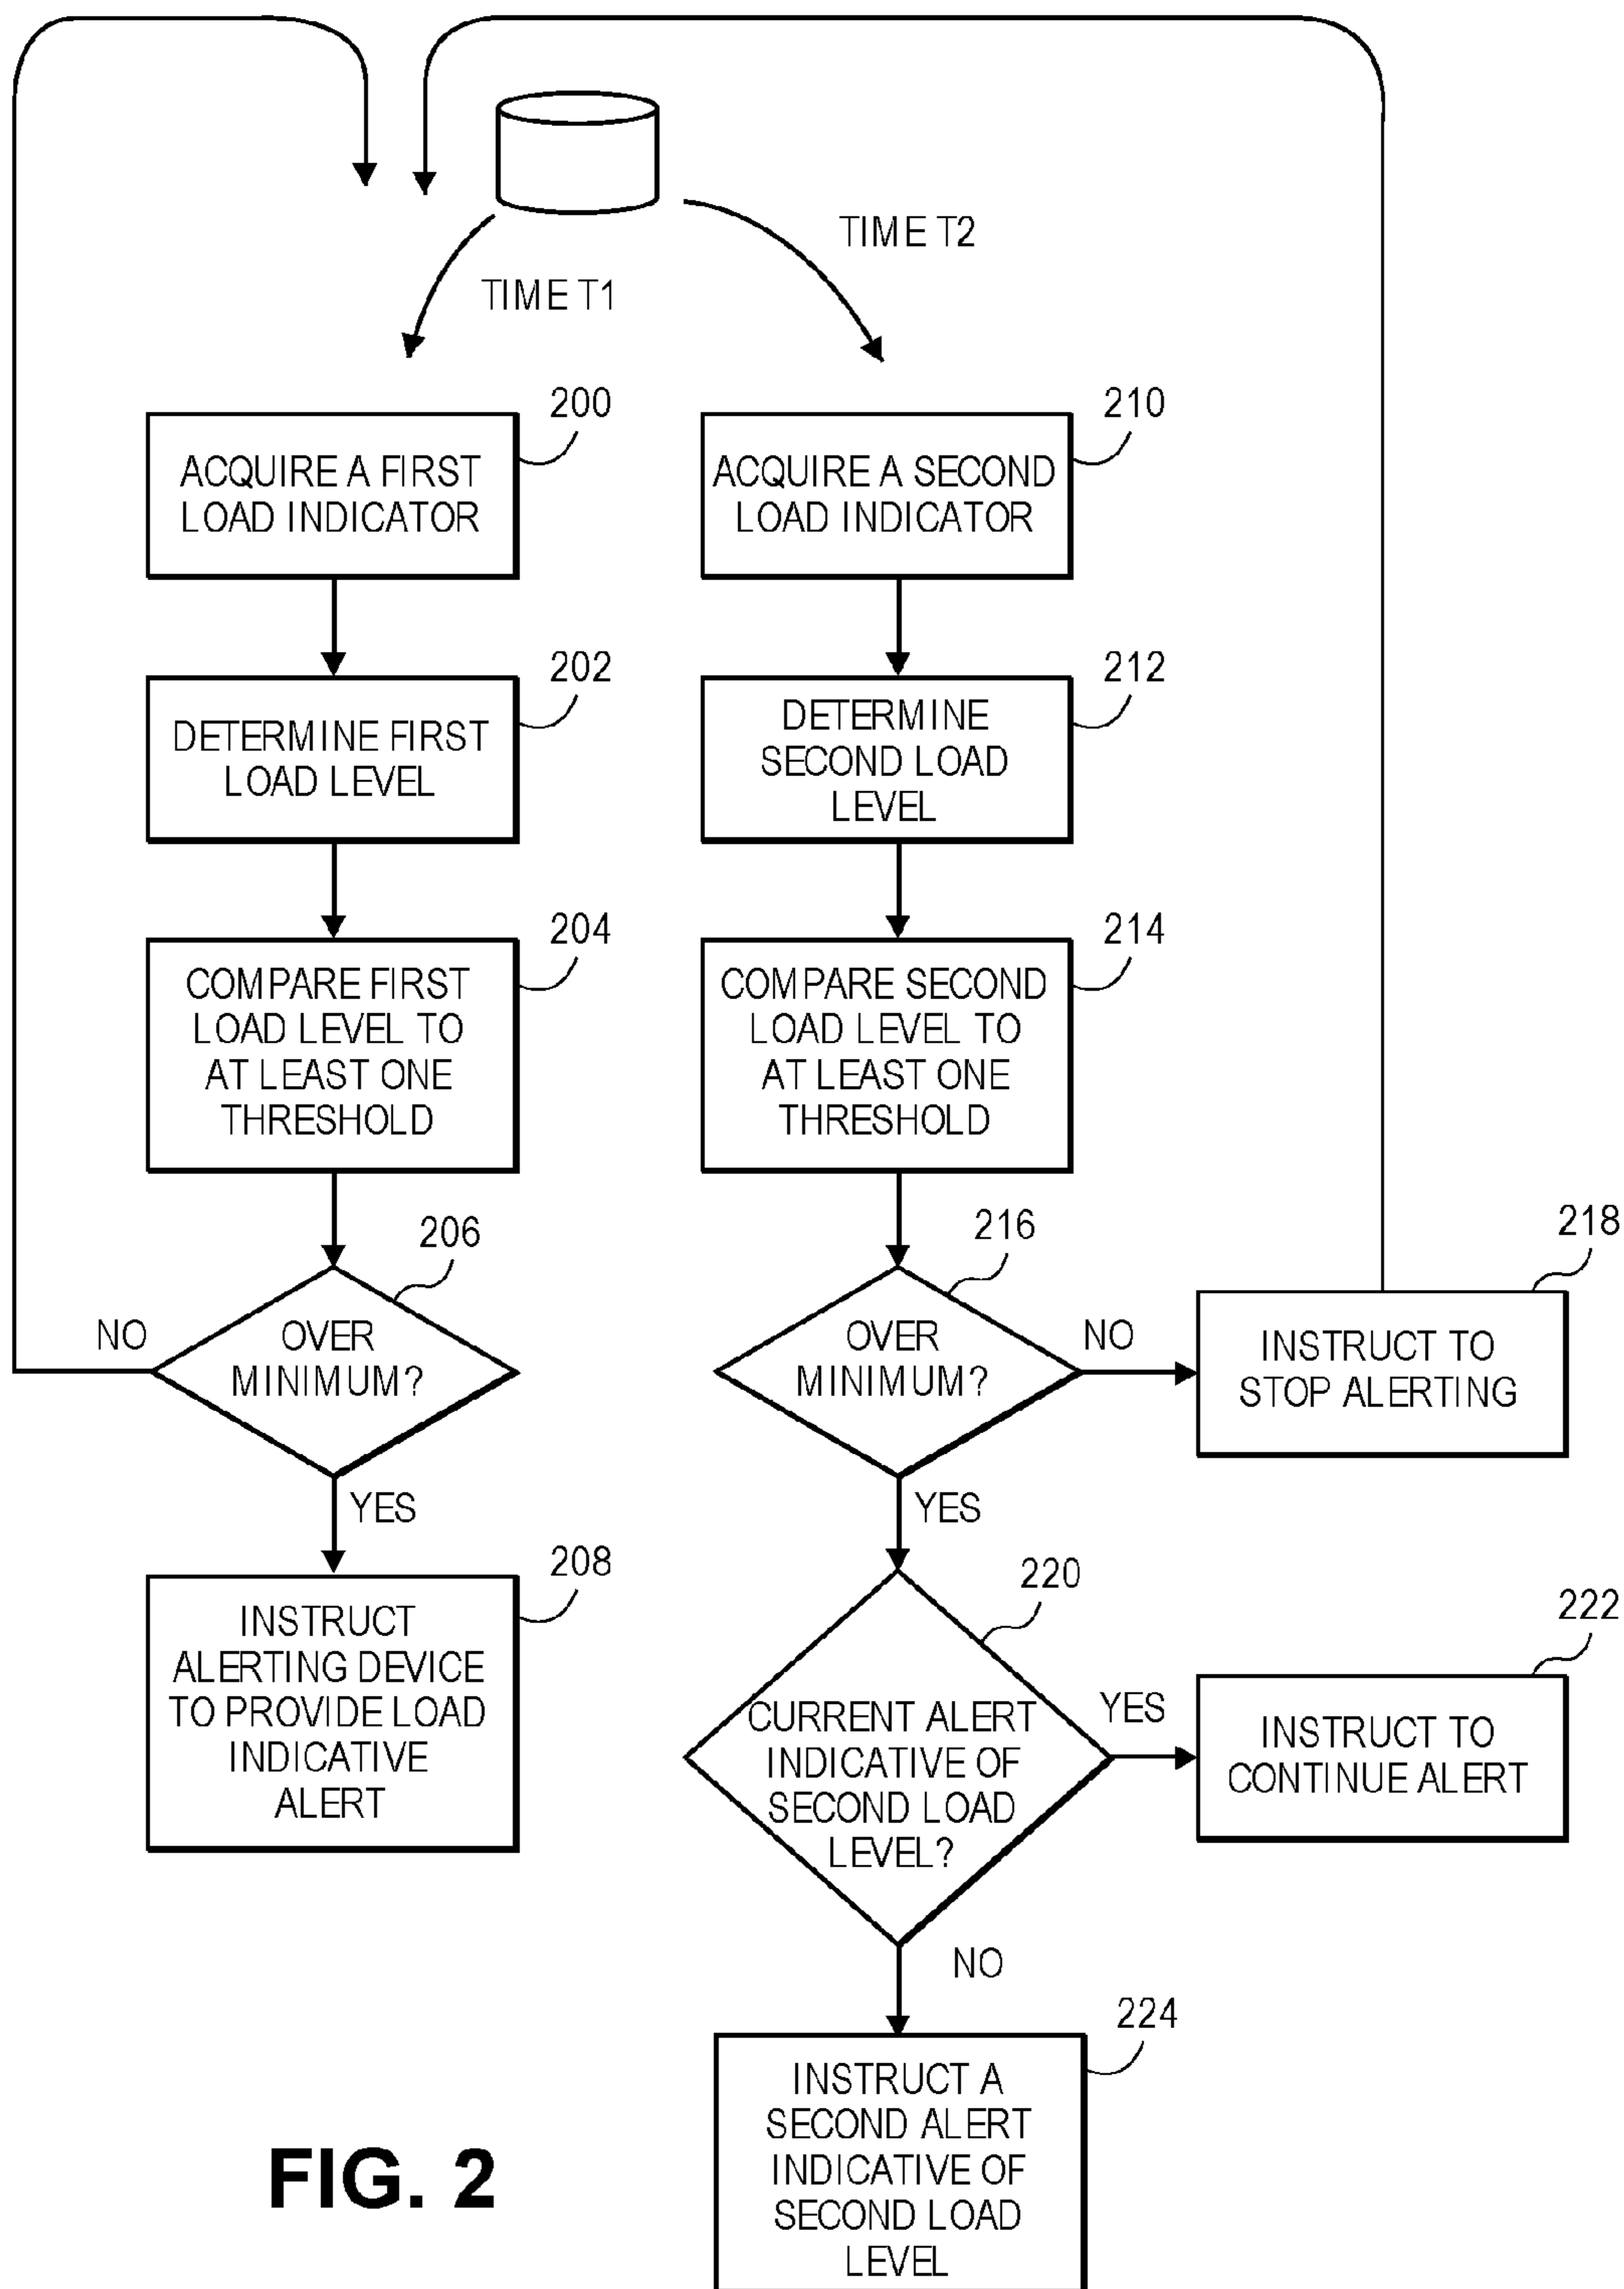 TIME T2
TIME T1
200
ACQUIRE A FIRST
LOAD INDICATOR
210
ACQUIRE A SECOND
LOAD INDICATOR
202
DETERMINE FIRST
LOAD LEVEL
212
DETERMINE
SECOND LOAD
LEVEL
204
COMPARE FIRST
LOAD LEVEL TO
AT LEAST ONE
THRESHOLD
214
COMPARE SECOND
LOAD LEVEL TO
AT LEAST ONE
THRESHOLD
206
OVER
MINIMUM?
NO
YES
216
OVER
MINIMUM?
NO
YES
218
INSTRUCT TO
STOP ALERTING
208
INSTRUCT
ALERTING DEVICE
TO PROVIDE LOAD
INDICATIVE
ALERT
220
CURRENT ALERT
INDICATIVE OF
SECOND LOAD
LEVEL?
YES
NO
222
INSTRUCT TO
CONTINUE ALERT
224
INSTRUCT A
SECOND ALERT
INDICATIVE OF
SECOND LOAD
LEVEL
FIG. 2